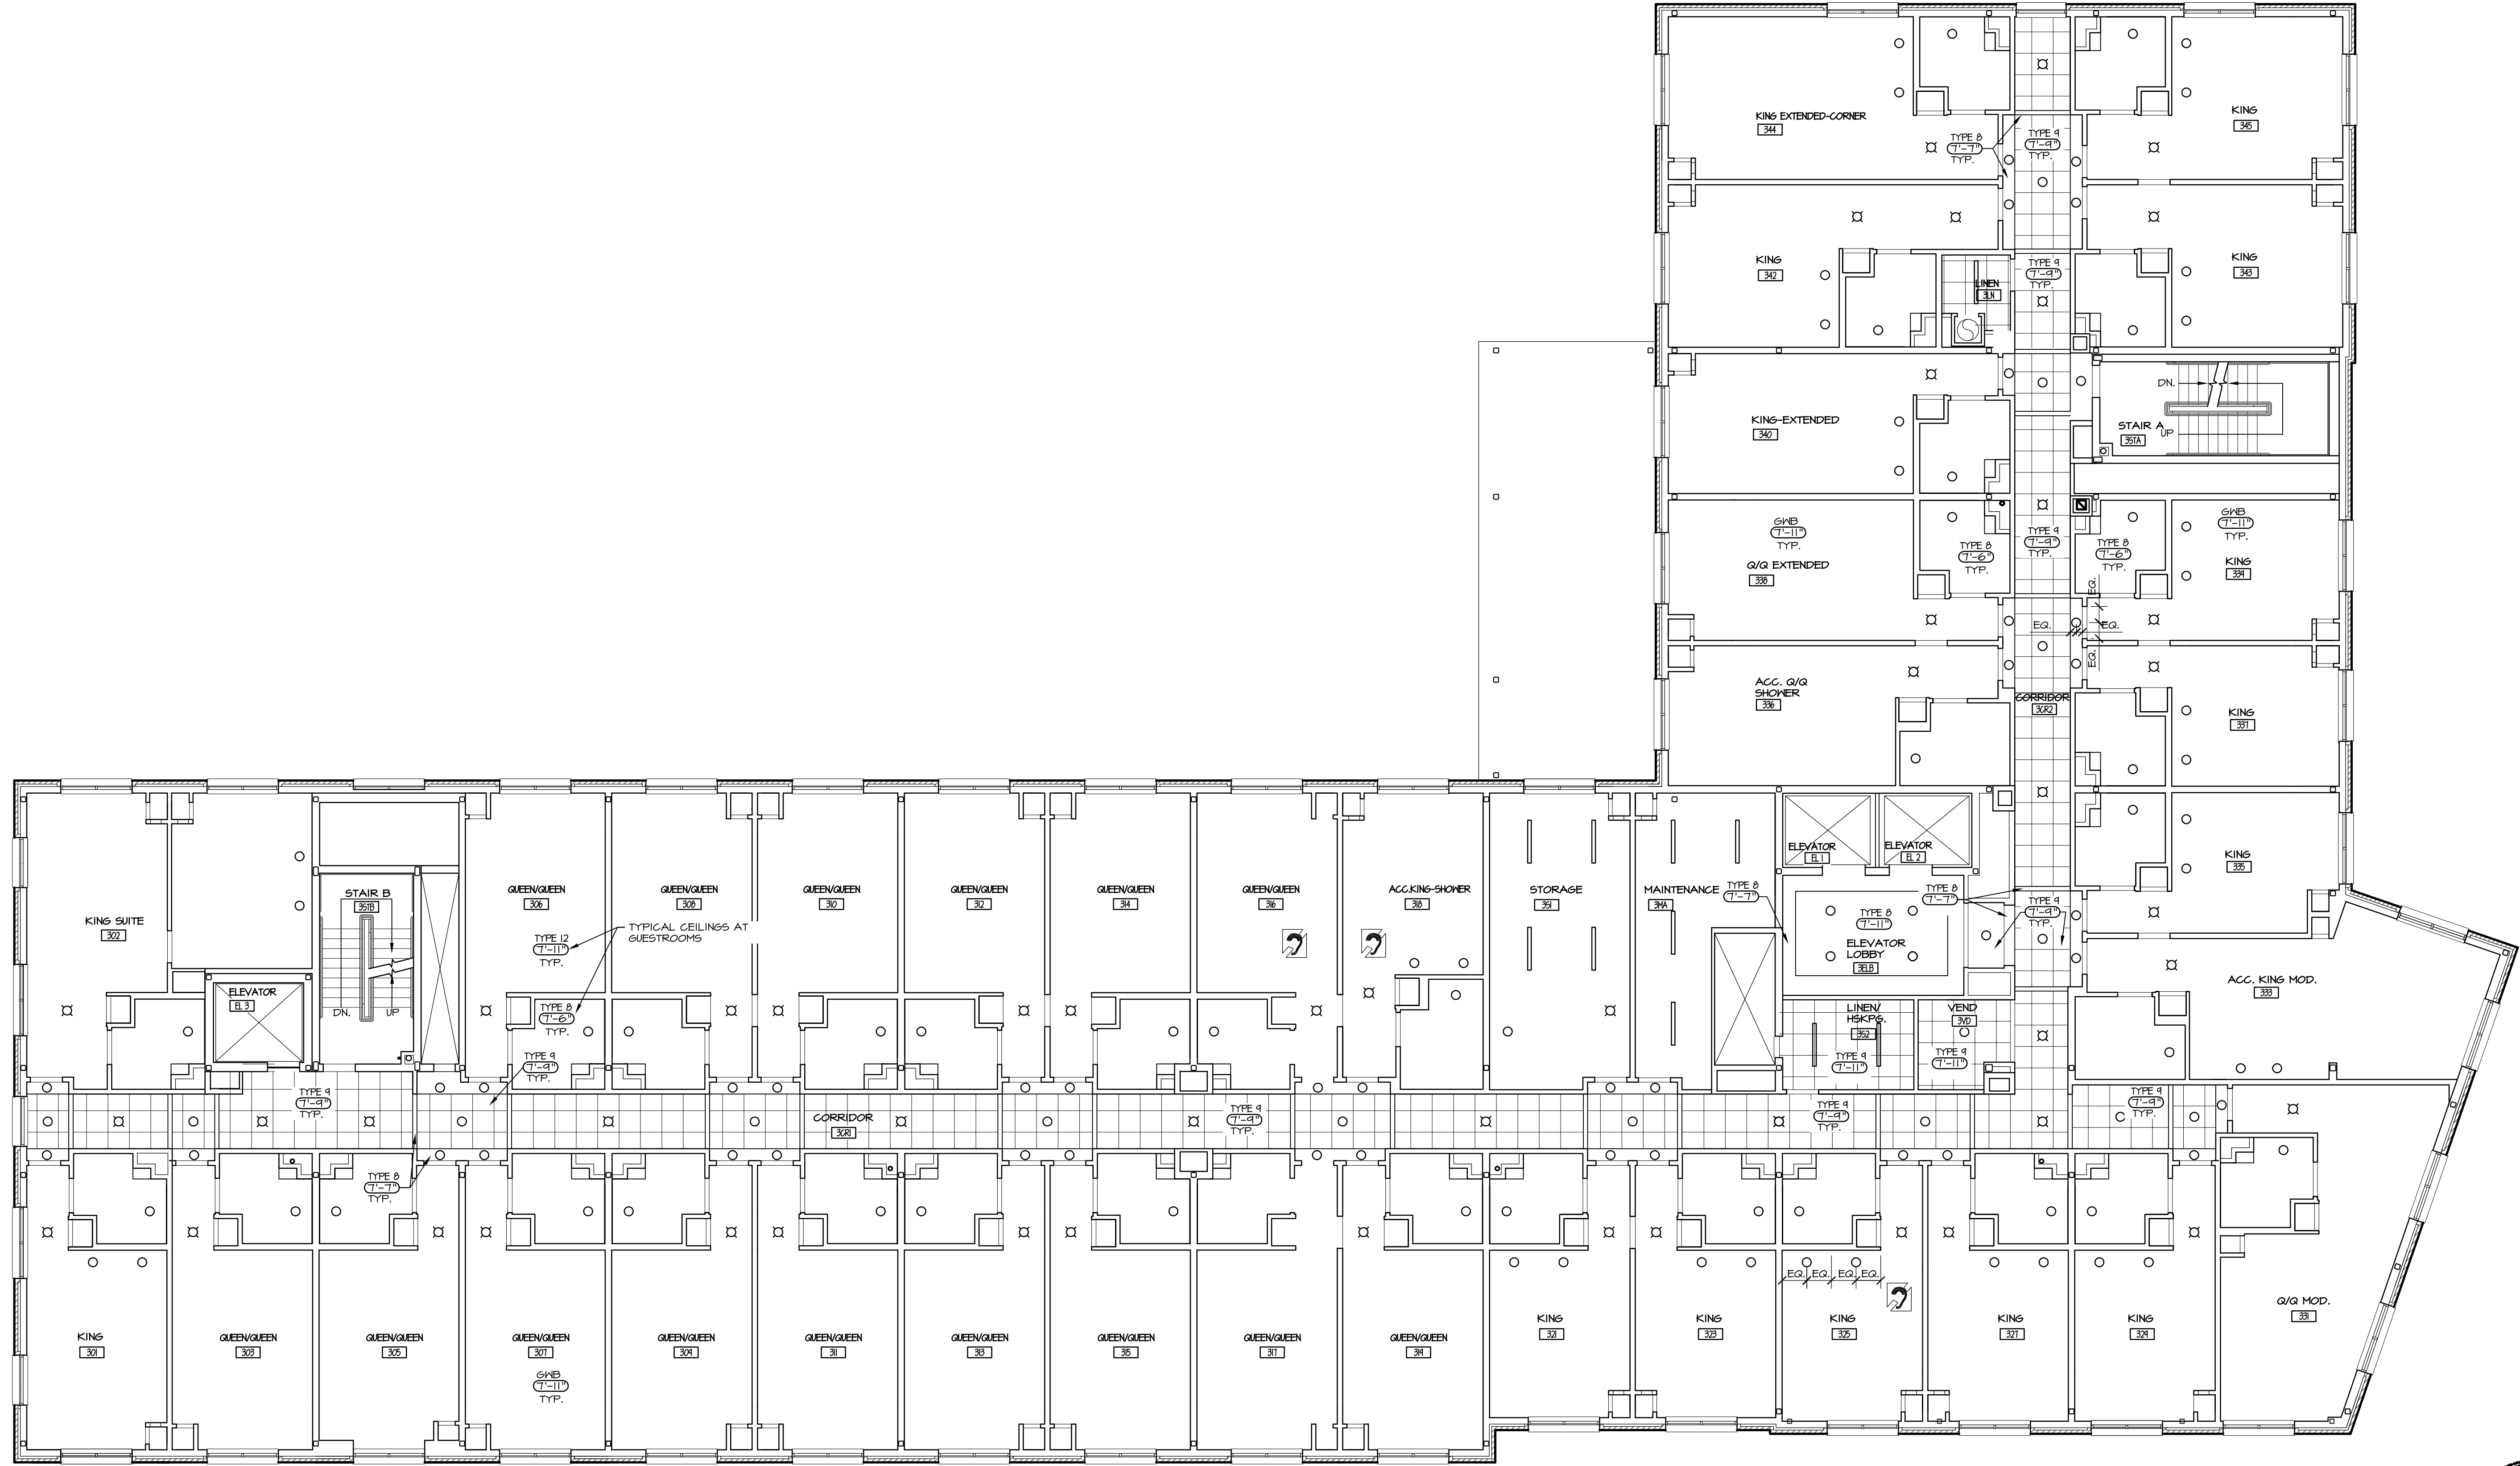 KING EXTENDED-CORNER
344
TYPE 8
7'-7"
TYP.
TYPE 9
7'-9"
TYP.
KING
345
KING
342
LINEN
3LN
TYPE 9
7'-9"
TYP.
KING
343
KING-EXTENDED
340
DN.
STAIR A
3STA
UP
GWB
7'-11"
TYP.
Q/Q EXTENDED
338
TYPE 8
7'-6"
TYP.
TYPE 9
7'-9"
TYP.
TYPE 8
7'-6"
TYP.
GWB
7'-11"
TYP.
KING
339
EQ.
EQ.
EQ.
EQ.
ACC. Q/Q
SHOWER
336
CORRIDOR
3CR2
KING
337
ELEVATOR
EL 1
ELEVATOR
EL 2
KING
335
KING SUITE
302
STAIR B
3STB
DN.
UP
ELEVATOR
EL 3
QUEEN/QUEEN
306
QUEEN/QUEEN
308
QUEEN/QUEEN
310
QUEEN/QUEEN
312
QUEEN/QUEEN
314
QUEEN/QUEEN
316
ACC.KING-SHOWER
318
STORAGE
3S1
MAINTENANCE
3MA
TYPE 8
7'-7"
TYPE 8
7'-11"
ELEVATOR
LOBBY
3ELB
TYPE 8
7'-7"
TYPE 9
7'-9"
TYP.
TYPE 12
7'-11"
TYP.
TYPICAL CEILINGS AT
GUESTROOMS
TYPE 8
7'-6"
TYP.
TYPE 9
7'-9"
TYP.
LINEN/
HSKPG.
3S2
TYPE 9
7'-11"
VEND
3VD
TYPE 9
7'-11"
ACC. KING MOD.
333
TYPE 9
7'-9"
TYP.
CORRIDOR
3CR1
TYPE 9
7'-9"
TYP.
TYPE 9
7'-9"
TYP.
TYPE 9
7'-9"
TYP.
TYPE 8
7'-7"
TYP.
EQ.
EQ.
EQ.
EQ.
KING
301
QUEEN/QUEEN
303
QUEEN/QUEEN
305
QUEEN/QUEEN
307
GWB
7'-11"
TYP.
QUEEN/QUEEN
309
QUEEN/QUEEN
311
QUEEN/QUEEN
313
QUEEN/QUEEN
315
QUEEN/QUEEN
317
QUEEN/QUEEN
319
KING
321
KING
323
KING
325
KING
327
KING
329
Q/Q MOD.
331